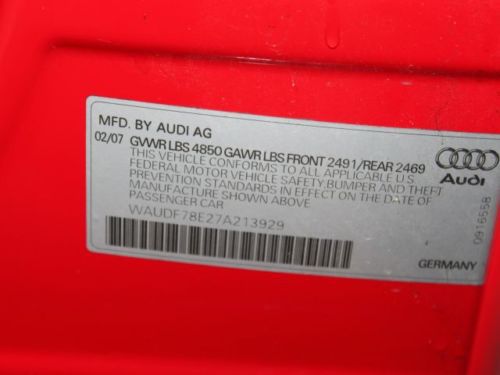 MFD. BY AUDI AG
02/07 GVWR LBS 4850 GAWR LBS FRONT 2491/REAR 2469
THIS VEHICLE CONFORMS TO ALL APPLICABLE U.S.
FEDERAL MOTOR VEHICLE SAFETY, BUMPER AND THEFT
PREVENTION STANDARDS IN EFFECT ON THE DATE OF
MANUFACTURE SHOWN ABOVE.
PASSENGER CAR
WAUDF78E27A213929
Audi
0916558
GERMANY